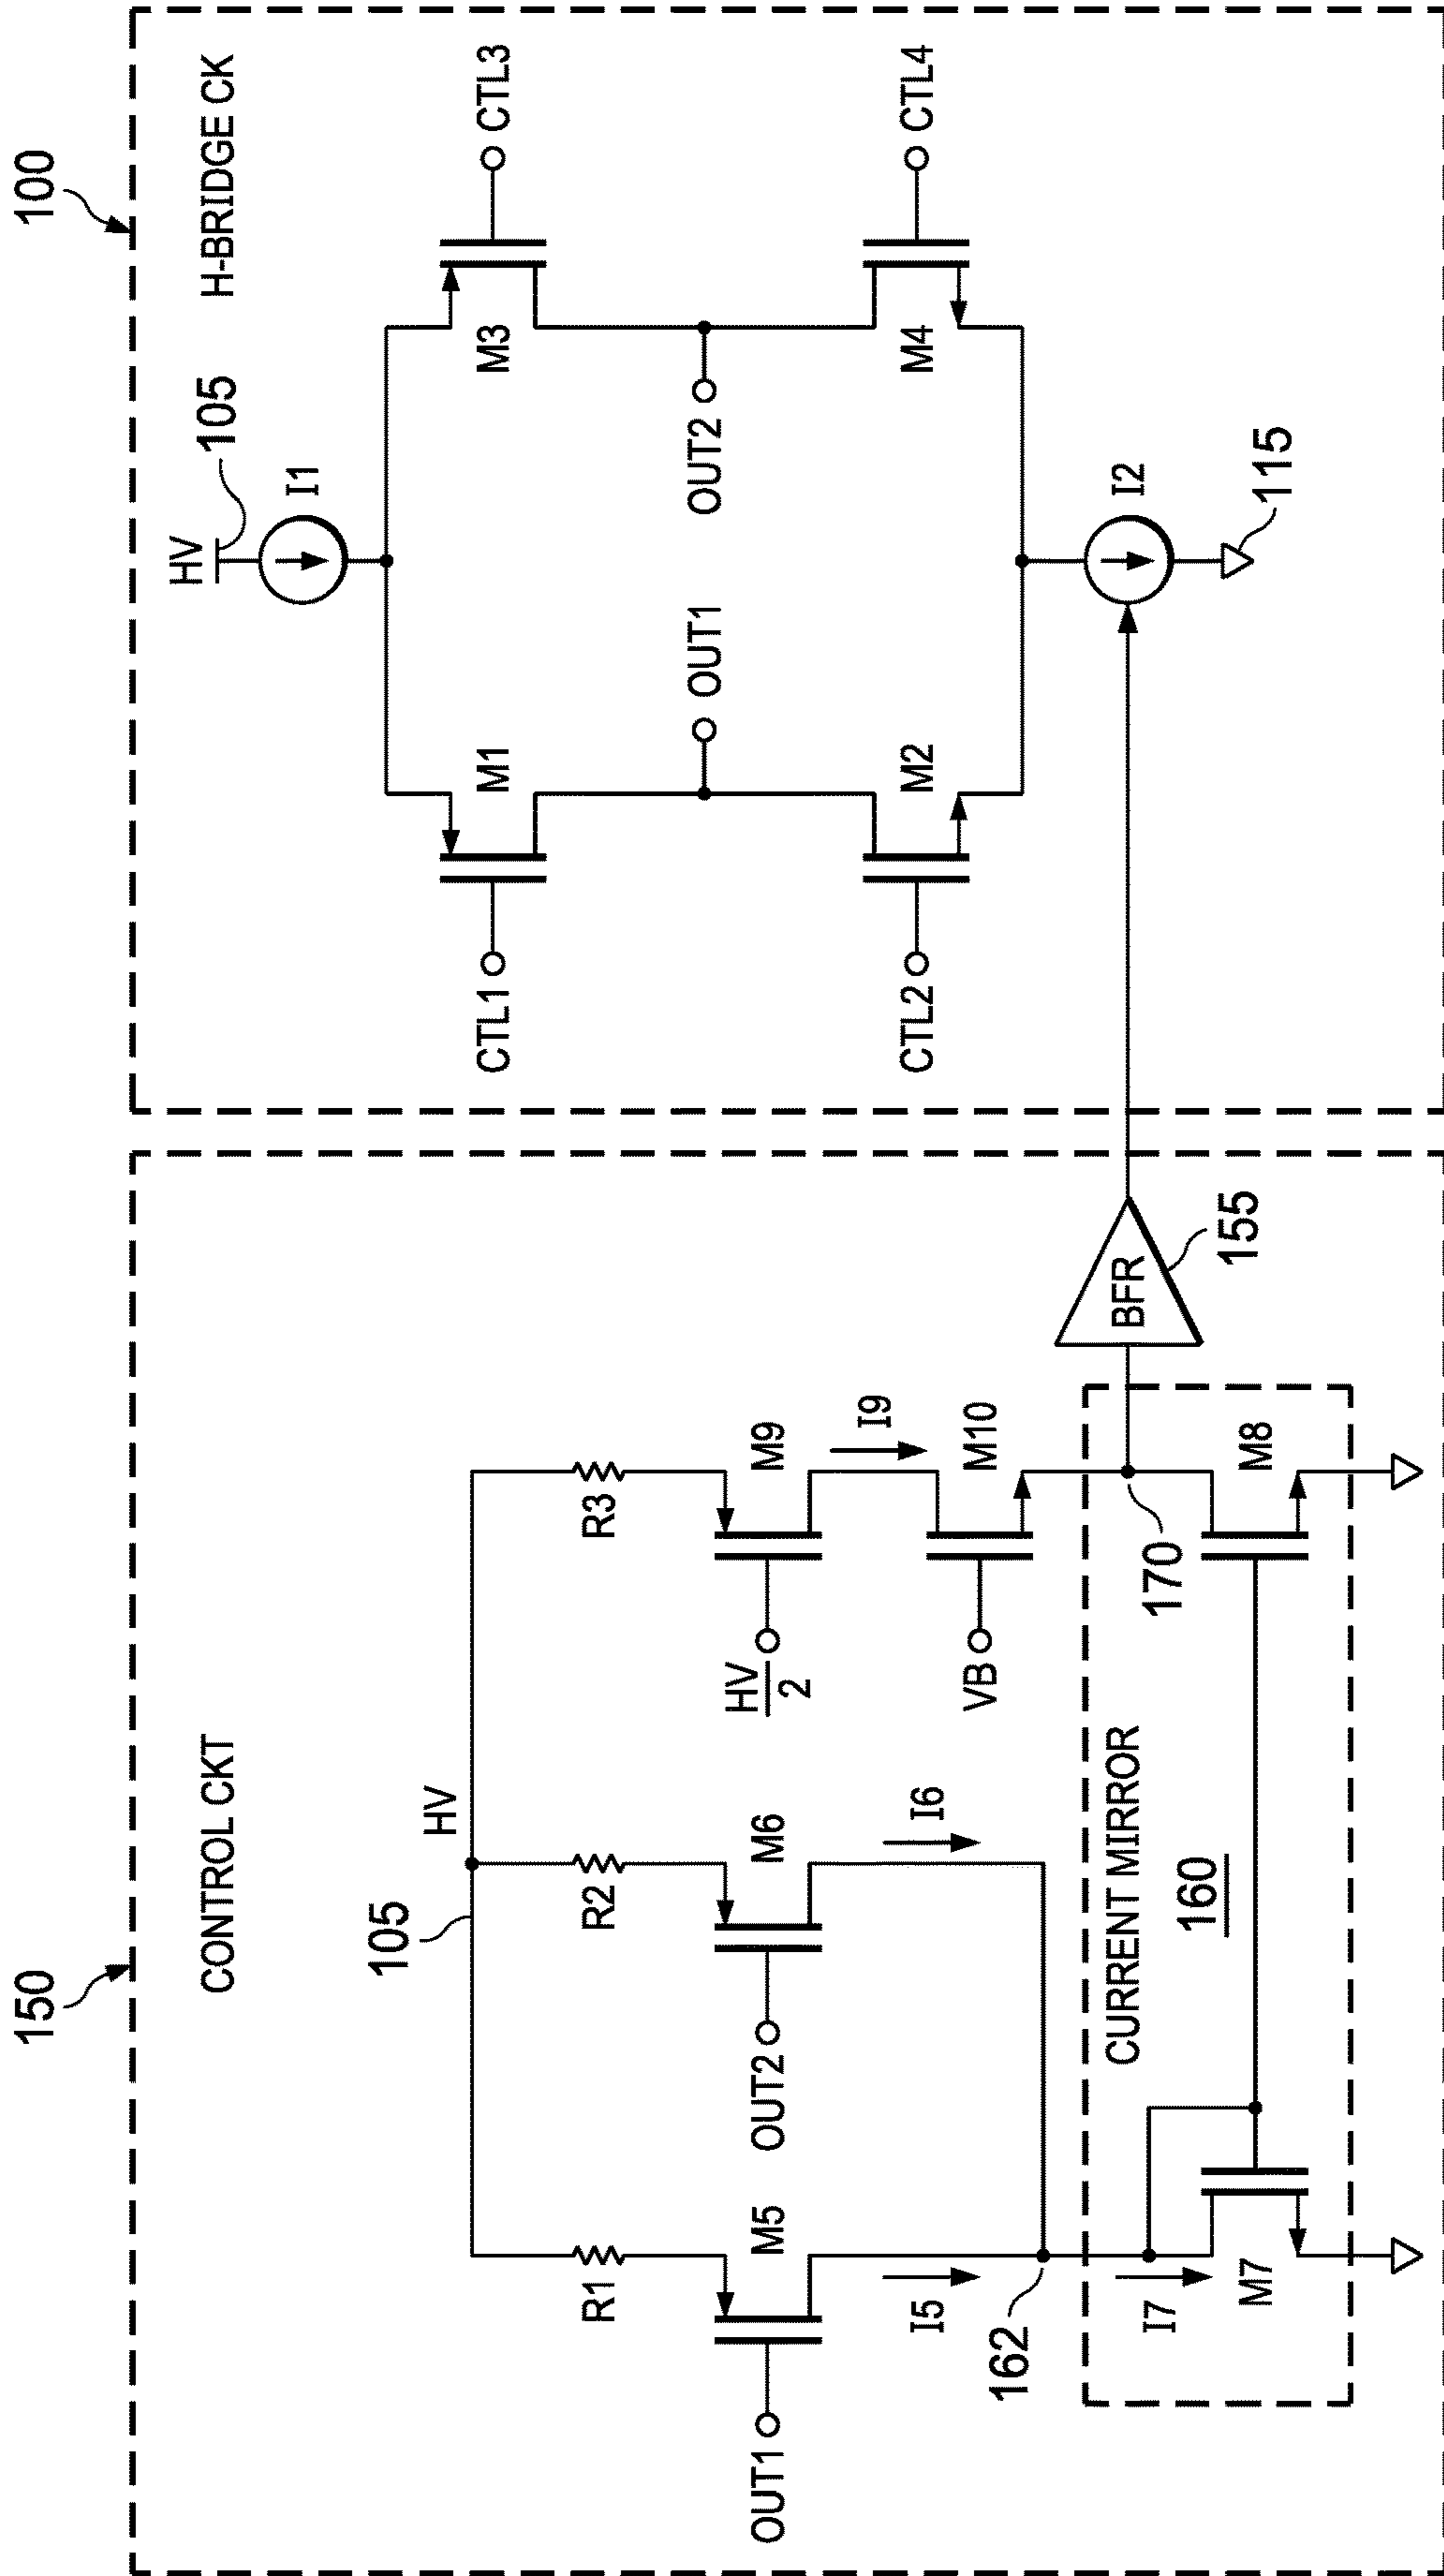 150
CONTROL CKT
105
HV
R1
R2
R3
OUT1
M5
OUT2
M6
HV
2
M9
I5
I6
I9
VB
M10
162
CURRENT MIRROR
160
170
I7
M7
M8
BFR
155
100
H-BRIDGE CK
HV
105
I1
CTL1
M1
M3
CTL3
OUT1
OUT2
CTL2
M2
M4
CTL4
I2
115